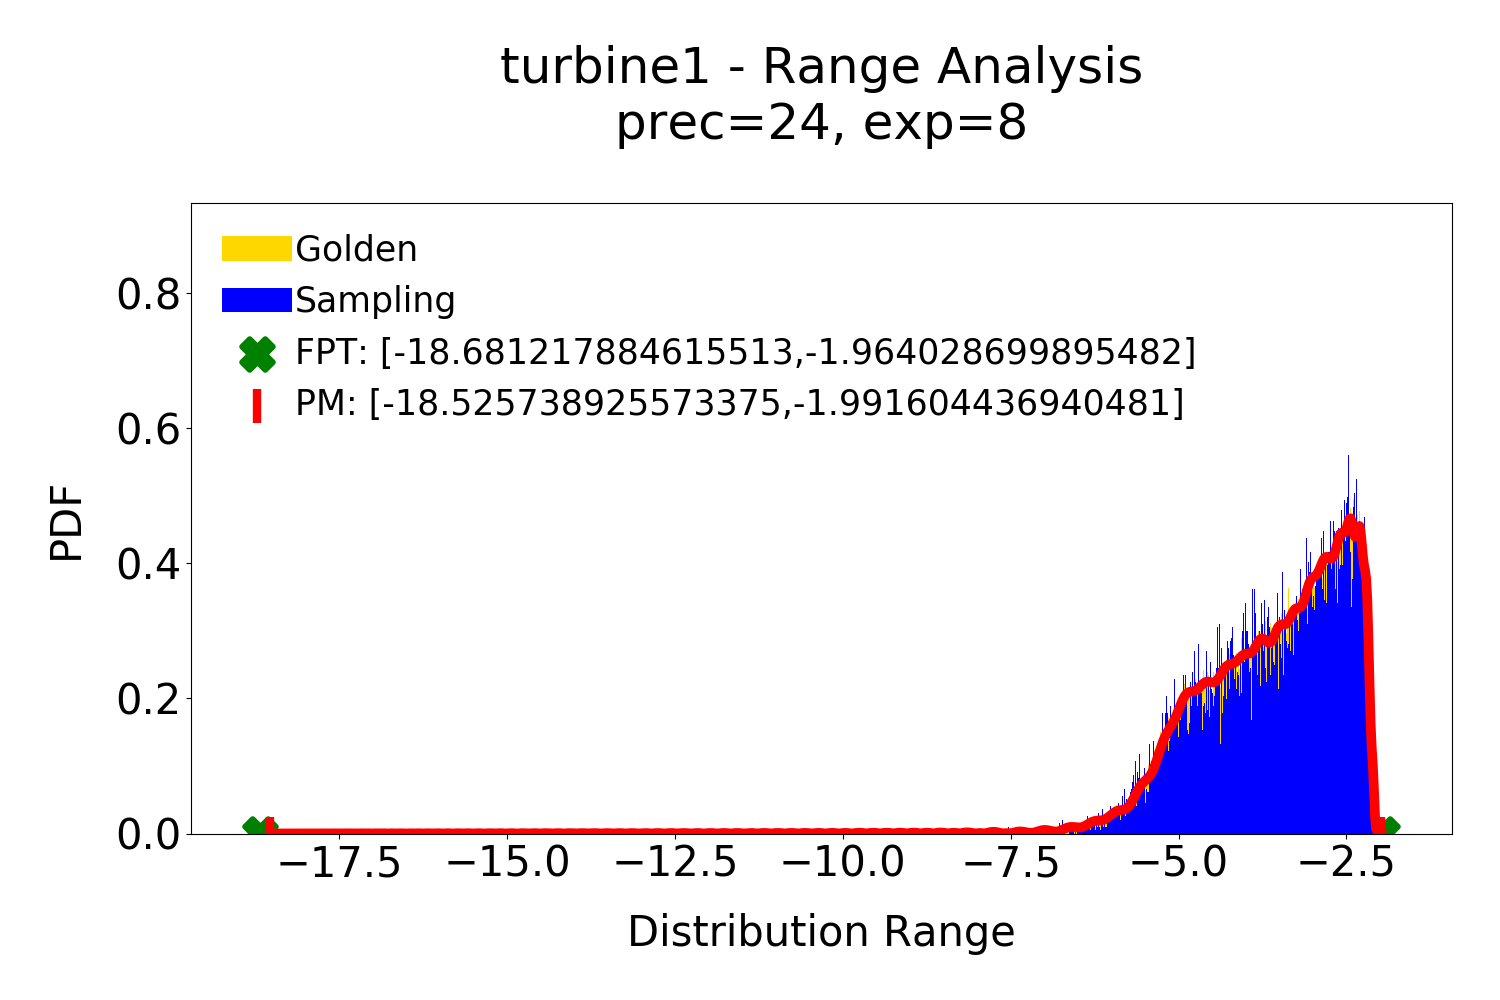 turbine1 - Range Analysis
prec=24, exp=8
Golden
Sampling
FPT: [-18.681217884615513,-1.964028699895482]
PM: [-18.525738925573375,-1.991604436940481]
PDF
0.8
0.6
0.4
0.2
0.0
−17.5 −15.0 −12.5 −10.0 −7.5 −5.0 −2.5
Distribution Range